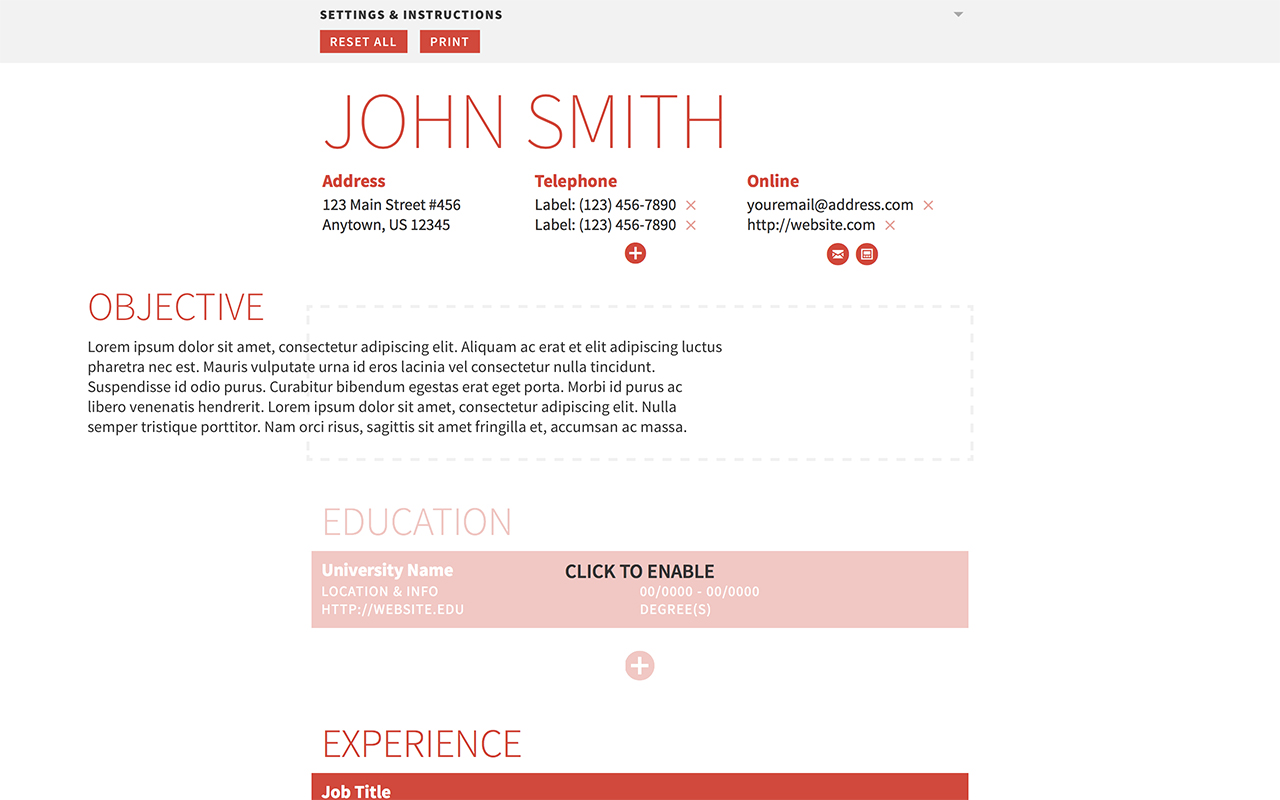 SETTINGS & INSTRUCTIONS
RESET ALL PRINT
JOHN SMITH
Address
123 Main Street #456
Anytown, US 12345
Telephone
Label: (123) 456-7890
Label: (123) 456-7890
Online
youremail@address.com
http://website.com
OBJECTIVE
Lorem ipsum dolor sit amet, consectetur adipiscing elit. Aliquam ac erat et elit adipiscing luctus
pharetra nec est. Mauris vulputate urna id eros lacinia vel consectetur nulla tincidunt.
Suspendisse id odio purus. Curabitur bibendum egestas erat eget porta. Morbi id purus ac
libero venenatis hendrerit. Lorem ipsum dolor sit amet, consectetur adipiscing elit. Nulla
semper tristique porttitor. Nam orci risus, sagittis sit amet fringilla et, accumsan ac massa.
EDUCATION
CLICK TO ENABLE
University Name
LOCATION & INFO
HTTP://WEBSITE.EDU
00/0000 - 00/0000
DEGREE(S)
EXPERIENCE
Job Title